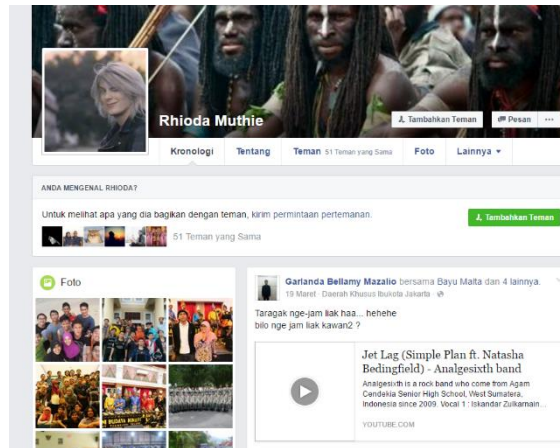 Rhioda Muthie
Tambahkan Teman
Pesan
Kronologi Tentang Teman 51 Teman yang Sama Foto Lainnya
ANDA MENGENAL RHIODA?
Untuk melihat apa yang dia bagikan dengan teman, kirim permintaan pertemanan.
Tambahkan Teman
51 Teman yang Sama
Foto
Garlanda Bellamy Mazalio bersama Bayu Maita dan 4 lainnya.
19 Maret · Daerah Khusus Ibukota Jakarta ·
Taragak nge-jam liak haa... hehehe
bilo nge jam liak kawan2 ?
Jet Lag (Simple Plan ft. Natasha
Bedingfield) - Analgesixth band
Analgesixth is a rock band who come from Agam
Cendekia Senior High School, West Sumatera,
Indonesia since 2009. Vocal 1 : Iskandar Zulkarnain...
YOUTUBE.COM